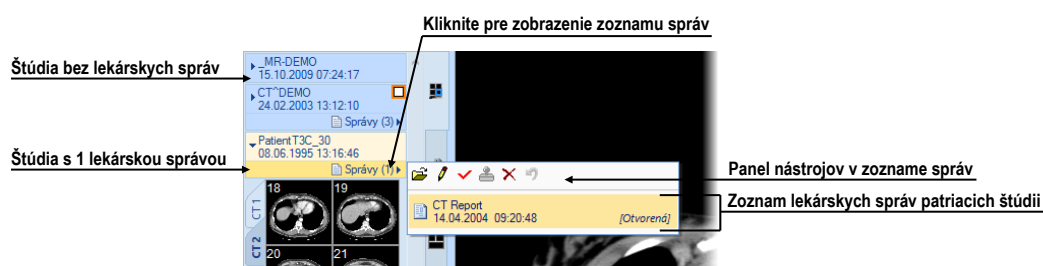 Kliknite pre zobrazenie zoznamu správ
Štúdia bez lekárskych správ
_MR-DEMO
15.10.2009 07:24:17
CT^DEMO
24.02.2003 13:12:10
Správy (3)
Štúdia s 1 lekárskou správou
PatientT3C_30
08.06.1995 13:16:46
Správy (1)
Panel nástrojov v zozname správ
Zoznam lekárskych správ patriacich štúdii
CT Report
14.04.2004 09:20:48
[Otvorená]
CT 1
CT 2
18
19
20
21